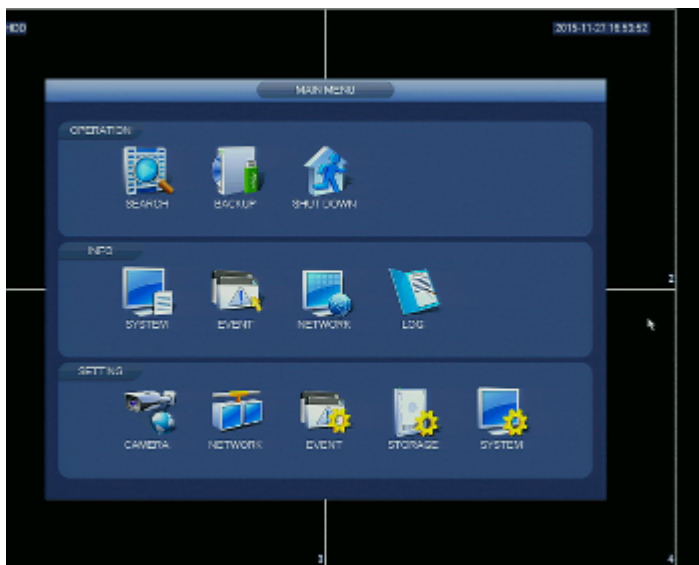 HDD
2015-11-27 16:53:52
MAIN MENU
OPERATION
SEARCH BACKUP SHUT DOWN
INFO
2
SYSTEM EVENT NETWORK LOG
SETTING
CAMERA NETWORK EVENT STORAGE SYSTEM
3 4